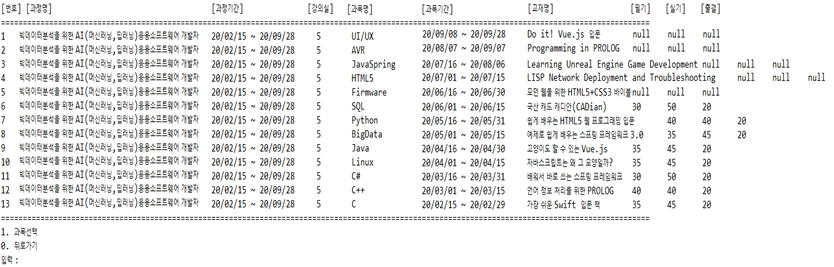 [번호] [과정명] [과정기간] [강의실] [과목명] [과목기간] [교재명] [필기] [실기] [출결]
1 빅데이터분석을 위한 AI(머신러닝,딥러닝)응용소프트웨어 개발자 20/02/15 ~ 20/09/28 5 UI/UX 20/09/08 ~ 20/09/28 Do it! Vue.js 입문 null null null
2 빅데이터분석을 위한 AI(머신러닝,딥러닝)응용소프트웨어 개발자 20/02/15 ~ 20/09/28 5 AVR 20/08/07 ~ 20/09/07 Programming in PROLOG null null null
3 빅데이터분석을 위한 AI(머신러닝,딥러닝)응용소프트웨어 개발자 20/02/15 ~ 20/09/28 5 JavaSpring 20/07/16 ~ 20/08/06 Learning Unreal Engine Game Development null null null
4 빅데이터분석을 위한 AI(머신러닝,딥러닝)응용소프트웨어 개발자 20/02/15 ~ 20/09/28 5 HTML5 20/07/01 ~ 20/07/15 LISP Network Deployment and Troubleshooting null null null
5 빅데이터분석을 위한 AI(머신러닝,딥러닝)응용소프트웨어 개발자 20/02/15 ~ 20/09/28 5 Firmware 20/06/16 ~ 20/06/30 모던 웹을 위한 HTML5+CSS3 바이블null null null
6 빅데이터분석을 위한 AI(머신러닝,딥러닝)응용소프트웨어 개발자 20/02/15 ~ 20/09/28 5 SQL 20/06/01 ~ 20/06/15 국산 캐드 캐디안(CADian) 30 50 20
7 빅데이터분석을 위한 AI(머신러닝,딥러닝)응용소프트웨어 개발자 20/02/15 ~ 20/09/28 5 Python 20/05/16 ~ 20/05/31 쉽게 배우는 HTML5 웹 프로그래밍 입문 40 40 20
8 빅데이터분석을 위한 AI(머신러닝,딥러닝)응용소프트웨어 개발자 20/02/15 ~ 20/09/28 5 BigData 20/05/01 ~ 20/05/15 예제로 쉽게 배우는 스프링 프레임워크 3.0 35 45 20
9 빅데이터분석을 위한 AI(머신러닝,딥러닝)응용소프트웨어 개발자 20/02/15 ~ 20/09/28 5 Java 20/04/16 ~ 20/04/30 고양이도 할 수 있는 Vue.js 35 45 20
10 빅데이터분석을 위한 AI(머신러닝,딥러닝)응용소프트웨어 개발자 20/02/15 ~ 20/09/28 5 Linux 20/04/01 ~ 20/04/15 자바스크립트는 왜 그 모양일까? 35 45 20
11 빅데이터분석을 위한 AI(머신러닝,딥러닝)응용소프트웨어 개발자 20/02/15 ~ 20/09/28 5 C# 20/03/16 ~ 20/03/31 배워서 바로 쓰는 스프링 프레임워크 30 50 20
12 빅데이터분석을 위한 AI(머신러닝,딥러닝)응용소프트웨어 개발자 20/02/15 ~ 20/09/28 5 C++ 20/03/01 ~ 20/03/15 언어 정보 처리를 위한 PROLOG 40 40 20
13 빅데이터분석을 위한 AI(머신러닝,딥러닝)응용소프트웨어 개발자 20/02/15 ~ 20/09/28 5 C 20/02/15 ~ 20/02/29 가장 쉬운 Swift 입문 책 35 45 20
1. 과목선택
0. 뒤로가기
입력 :